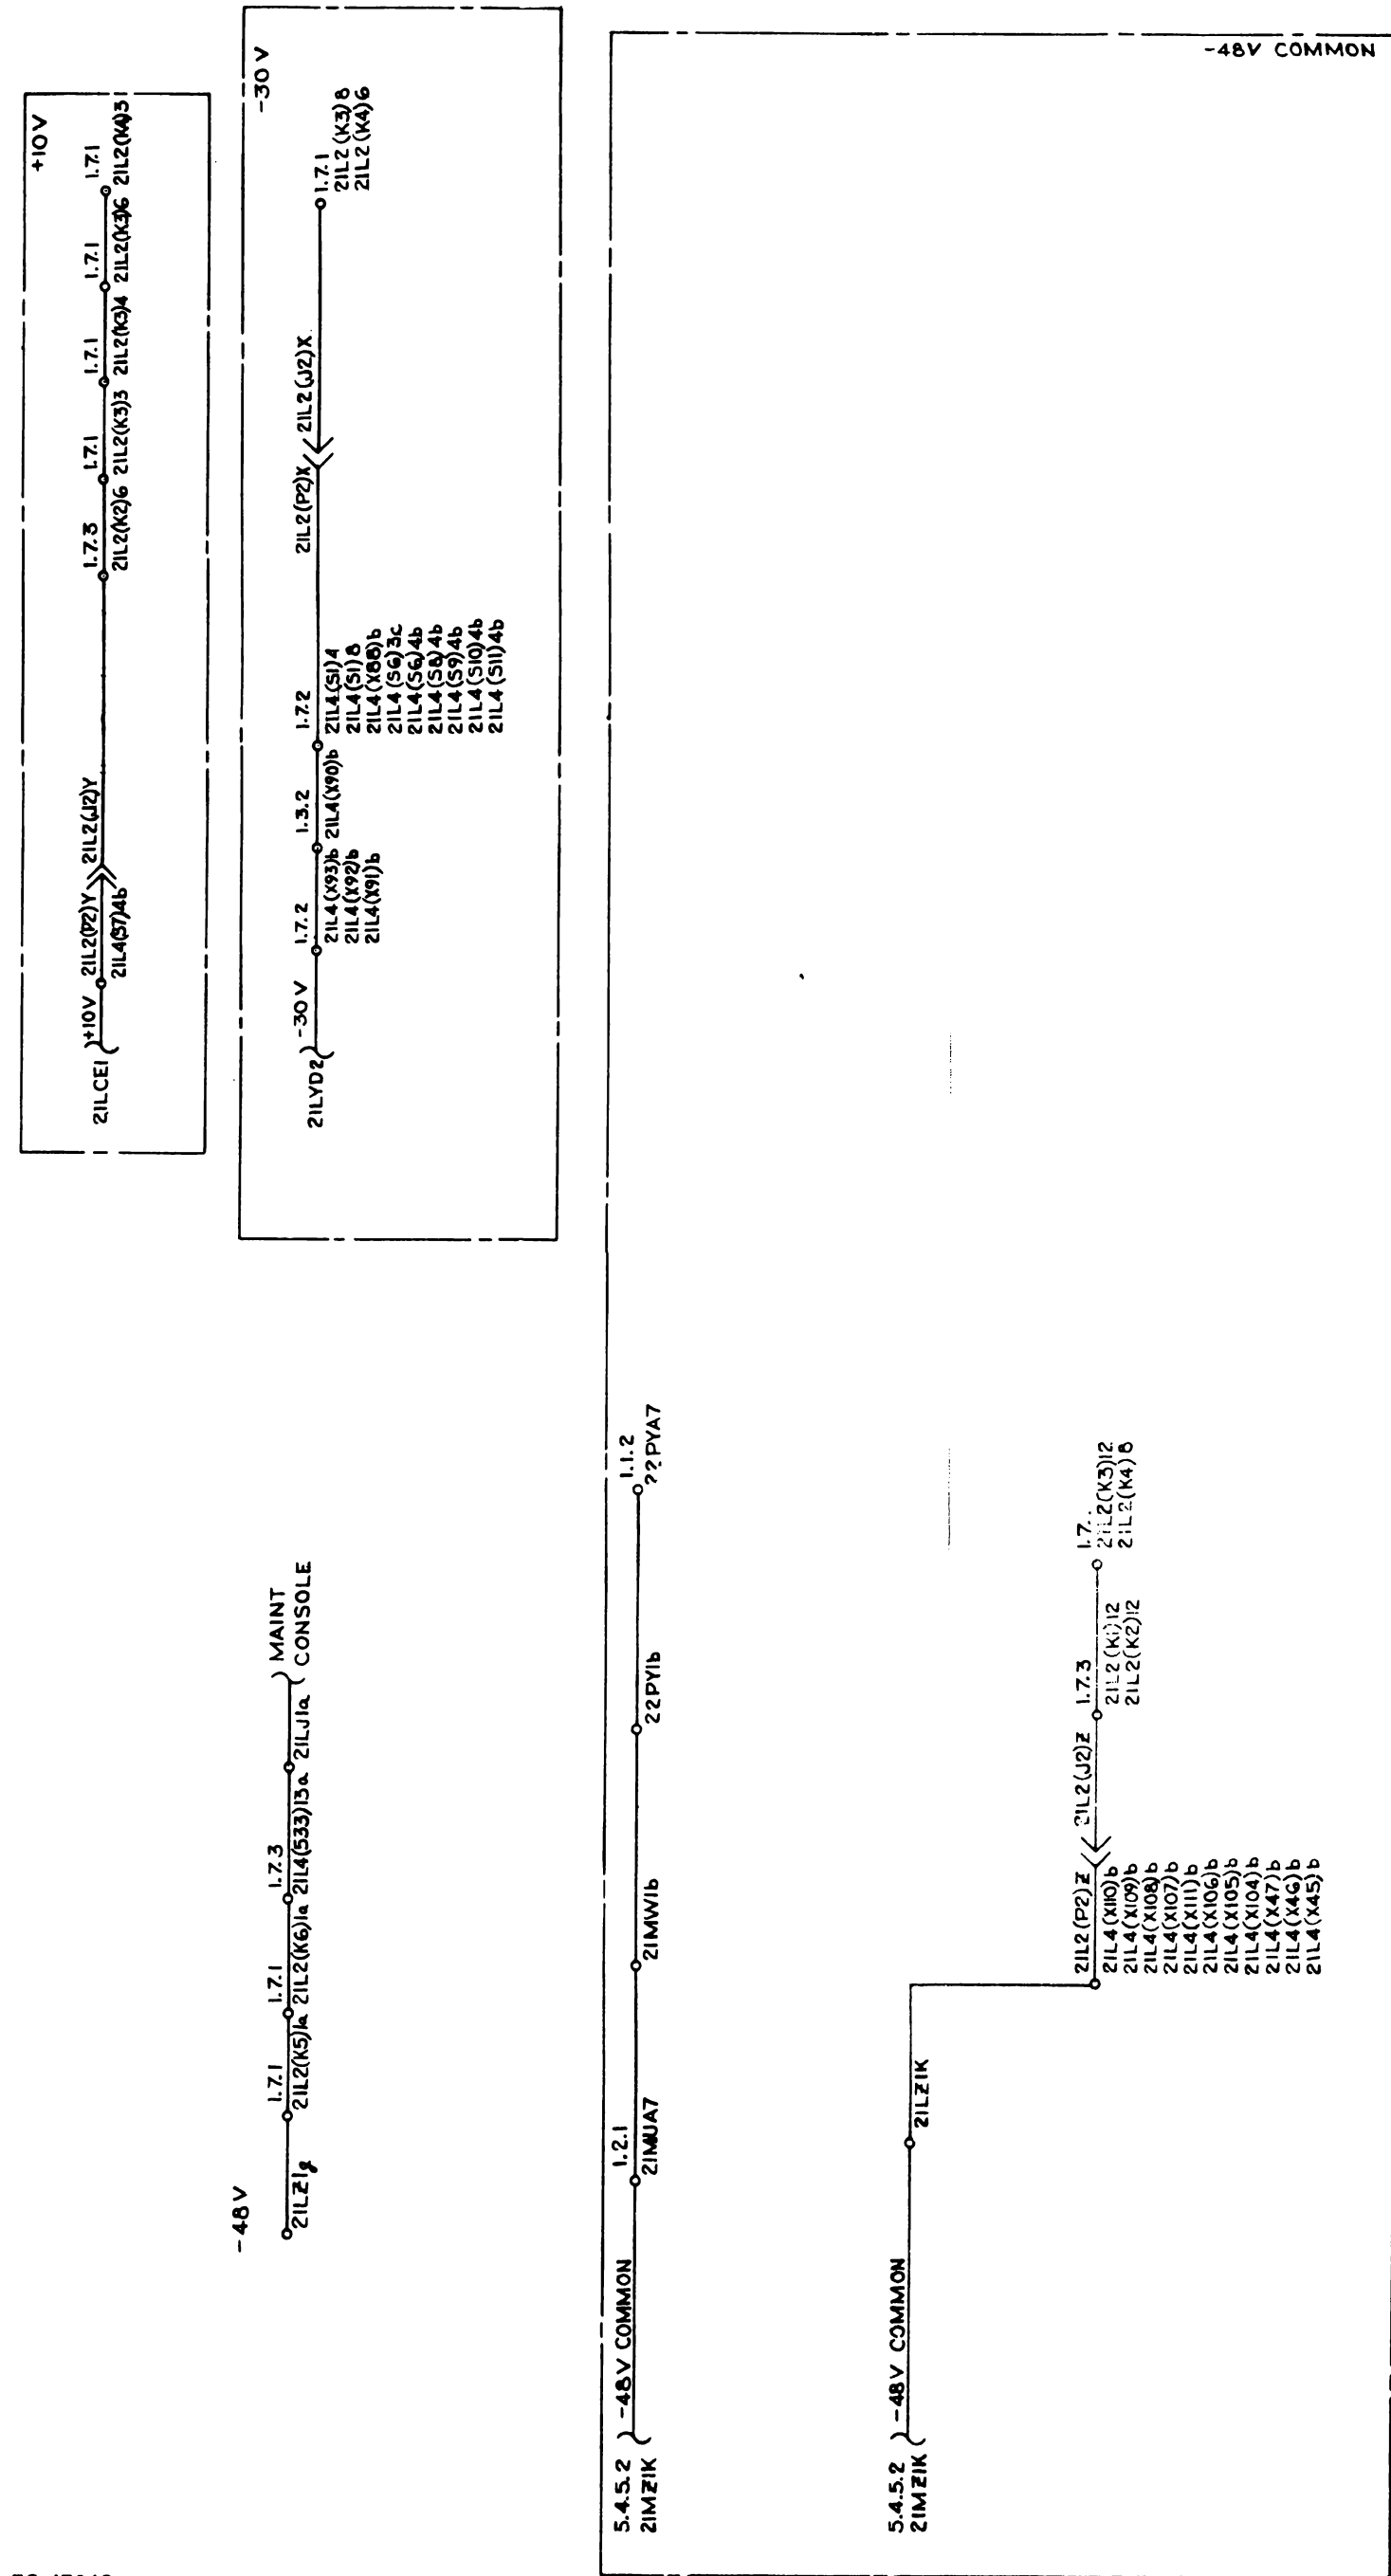 +10V
21LCE1
+10V
21L2(P2)Y
21L4(S7)4b
21L2(J2)Y
1.7.3
21L2(K2)6
1.7.1
21L2(K3)3
1.7.1
21L2(K3)4
1.7.1
21L2(K3)6
1.7.1
21L2(K4)3
-30V
21LYD2
-30V
1.7.2
21L4(X93)b
21L4(X92)b
21L4(X91)b
1.3.2
21L4(X90)b
1.7.2
21L4(S1)4
21L4(S1)8
21L4(X88)b
21L4(S6)3c
21L4(S6)4b
21L4(S8)4b
21L4(S9)4b
21L4(S10)4b
21L4(S11)4b
21L2(P2)X
21L2(J2)X
1.7.1
21L2(K3)8
21L2(K4)6
-48V
21LZ1g
1.7.1
21L2(K5)1a
1.7.1
21L2(K6)1a
1.7.3
21L4(S33)13a
21LJ1a
MAINT
CONSOLE
-48V COMMON
5.4.5.2
21MZ1K
-48V COMMON
1.2.1
21MUA7
21MW1b
22PY1b
1.1.2
22PYA7
5.4.5.2
21MZ1K
-48V COMMON
21LZ1K
21L2(P2)Z
21L4(X110)b
21L4(X109)b
21L4(X108)b
21L4(X107)b
21L4(X111)b
21L4(X106)b
21L4(X105)b
21L4(X104)b
21L4(X47)b
21L4(X46)b
21L4(X45)b
21L2(J2)Z
1.7.3
21L2(K1)12
21L2(K2)12
1.7.
21L2(K3)12
21L2(K4)8